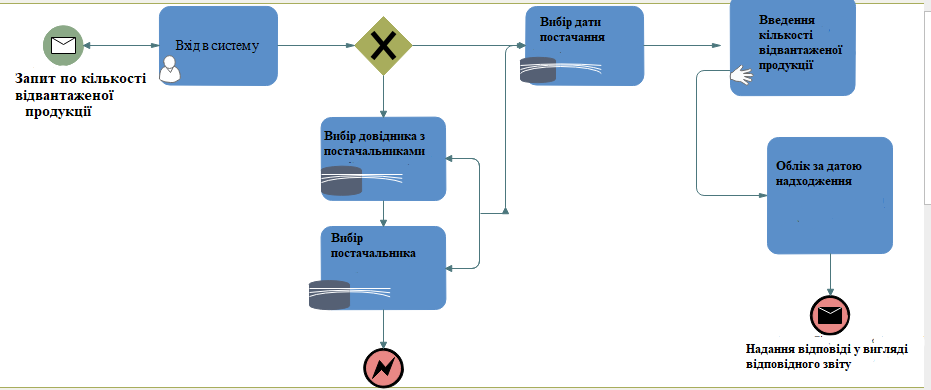 Запит по кількості
відвантаженої
продукції
Вхід в систему
Вибір дати
постачання
Введення
кількості
відвантаженої
продукції
Вибір довідника з
постачальниками
Вибір
постачальника
Облік за датою
надходження
Надання відповіді у вигляді
відповідного звіту